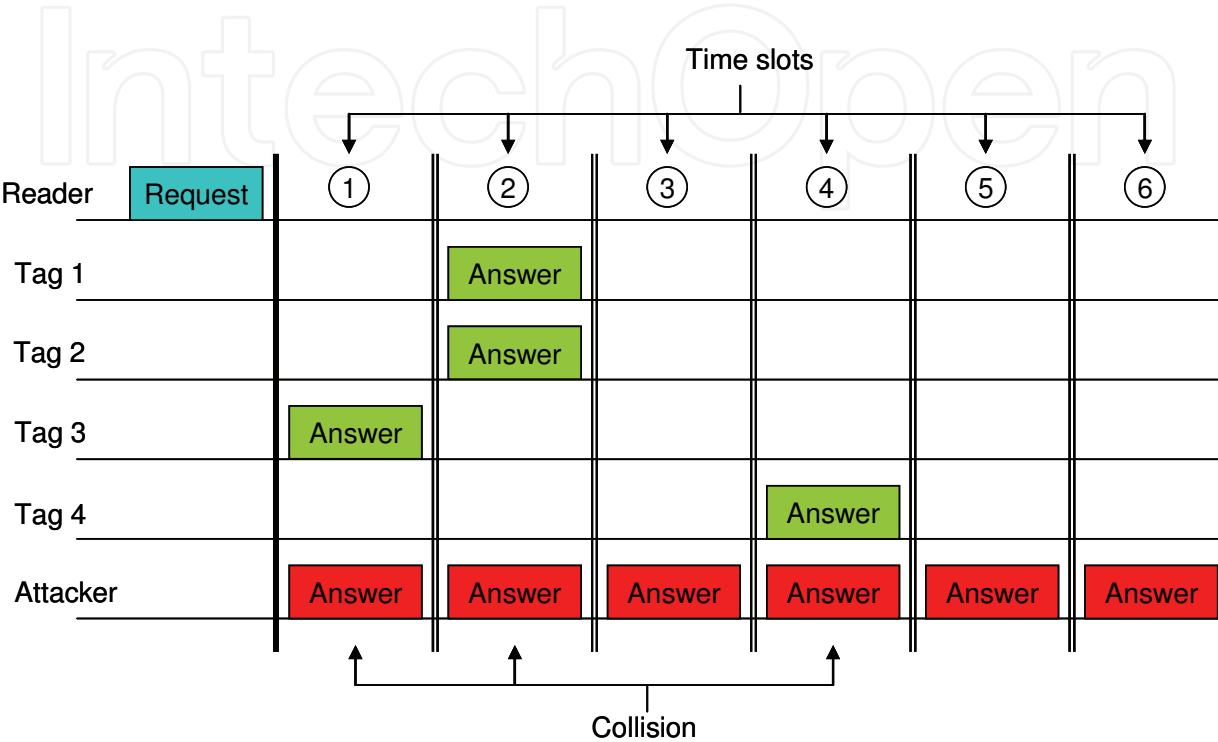 IntechOpen
Time slots
Reader Request 1 2 3 4 5 6
Tag 1 Answer
Tag 2 Answer
Tag 3 Answer
Tag 4 Answer
Attacker Answer Answer Answer Answer Answer Answer
Collision